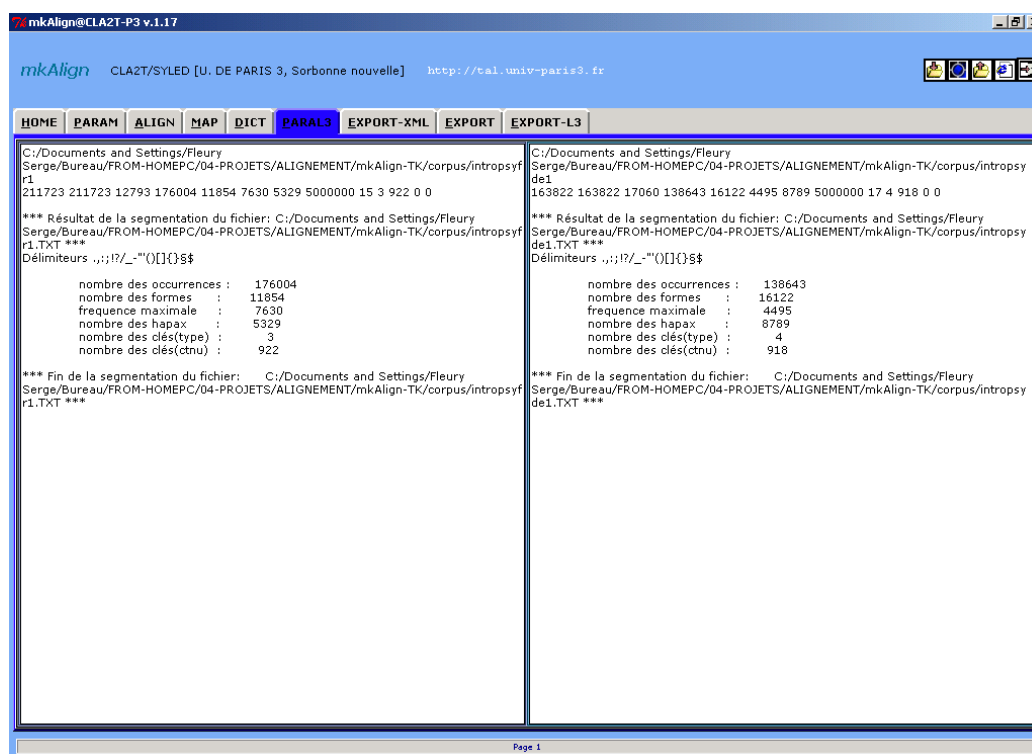 mkAlign@CLA2T-P3 v.1.17
mkAlign CLA2T/SYLED [U. DE PARIS 3, Sorbonne nouvelle] http://tal.univ-paris3.fr
HOME PARAM ALIGN MAP DICT PARAL3 EXPORT-XML EXPORT EXPORT-L3
C:/Documents and Settings/Fleury
Serge/Bureau/FROM-HOMEPC/04-PROJETS/ALIGNEMENT/mkAlign-TK/corpus/intropsyf
r1
211723 211723 12793 176004 11854 7630 5329 5000000 15 3 922 0 0
*** Résultat de la segmentation du fichier: C:/Documents and Settings/Fleury
Serge/Bureau/FROM-HOMEPC/04-PROJETS/ALIGNEMENT/mkAlign-TK/corpus/intropsyf
r1.TXT ***
Délimiteurs .,:;!?/_-"'()[]{}§$
nombre des occurrences : 176004
nombre des formes : 11854
frequence maximale : 7630
nombre des hapax : 5329
nombre des clés(type) : 3
nombre des clés(ctnu) : 922
*** Fin de la segmentation du fichier: C:/Documents and Settings/Fleury
Serge/Bureau/FROM-HOMEPC/04-PROJETS/ALIGNEMENT/mkAlign-TK/corpus/intropsyf
r1.TXT ***
C:/Documents and Settings/Fleury
Serge/Bureau/FROM-HOMEPC/04-PROJETS/ALIGNEMENT/mkAlign-TK/corpus/intropsy
de1
163822 163822 17060 138643 16122 4495 8789 5000000 17 4 918 0 0
*** Résultat de la segmentation du fichier: C:/Documents and Settings/Fleury
Serge/Bureau/FROM-HOMEPC/04-PROJETS/ALIGNEMENT/mkAlign-TK/corpus/intropsy
de1.TXT ***
Délimiteurs .,:;!?/_-"'()[]{}§$
nombre des occurrences : 138643
nombre des formes : 16122
frequence maximale : 4495
nombre des hapax : 8789
nombre des clés(type) : 4
nombre des clés(ctnu) : 918
*** Fin de la segmentation du fichier: C:/Documents and Settings/Fleury
Serge/Bureau/FROM-HOMEPC/04-PROJETS/ALIGNEMENT/mkAlign-TK/corpus/intropsy
de1.TXT ***
Page 1